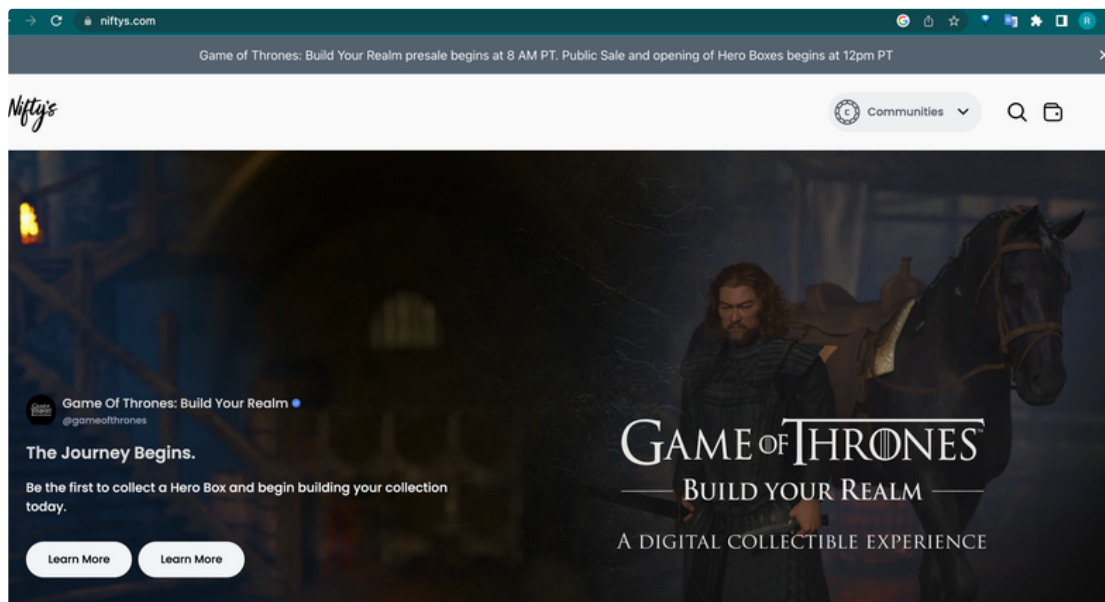 niftys.com
R
Game of Thrones: Build Your Realm presale begins at 8 AM PT. Public Sale and opening of Hero Boxes begins at 12pm PT
Nifty's
C
Communities
Game Of Thrones: Build Your Realm
@gameofthrones
The Journey Begins.
Be the first to collect a Hero Box and begin building your collection
today.
Learn More
Learn More
GAME OF THRONES™
BUILD YOUR REALM
A DIGITAL COLLECTIBLE EXPERIENCE